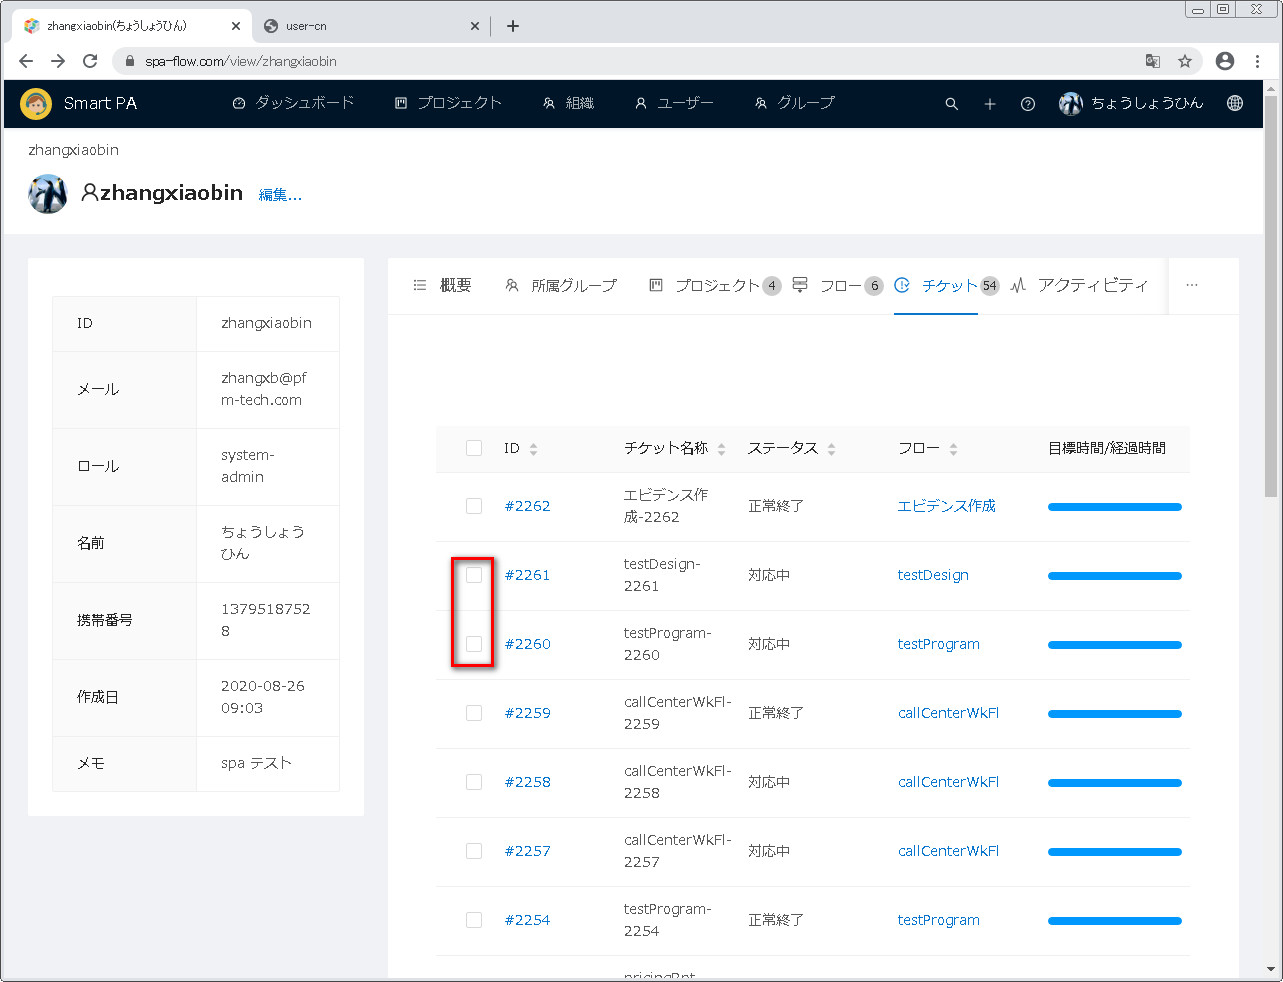 zhangxiaobin(ちょうしょうひん)
user-cn
spa-flow.com/view/zhangxiaobin
Smart PA
ダッシュボード
プロジェクト
組織
ユーザー
グループ
ちょうしょうひん
zhangxiaobin
zhangxiaobin 編集...
ID
zhangxiaobin
メール
zhangxb@pf
m-tech.com
ロール
system-
admin
名前
ちょうしょう
ひん
携帯番号
1379518752
8
作成日
2020-08-26
09:03
メモ
spa テスト
概要
所属グループ
プロジェクト 4
フロー 6
チケット 54
アクティビティ
...
ID
チケット名称
ステータス
フロー
目標時間/経過時間
#2262
エビデンス作
成-2262
正常終了
エビデンス作成
#2261
testDesign-
2261
対応中
testDesign
#2260
testProgram-
2260
対応中
testProgram
#2259
callCenterWkFl-
2259
正常終了
callCenterWkFl
#2258
callCenterWkFl-
2258
対応中
callCenterWkFl
#2257
callCenterWkFl-
2257
対応中
callCenterWkFl
#2254
testProgram-
2254
正常終了
testProgram